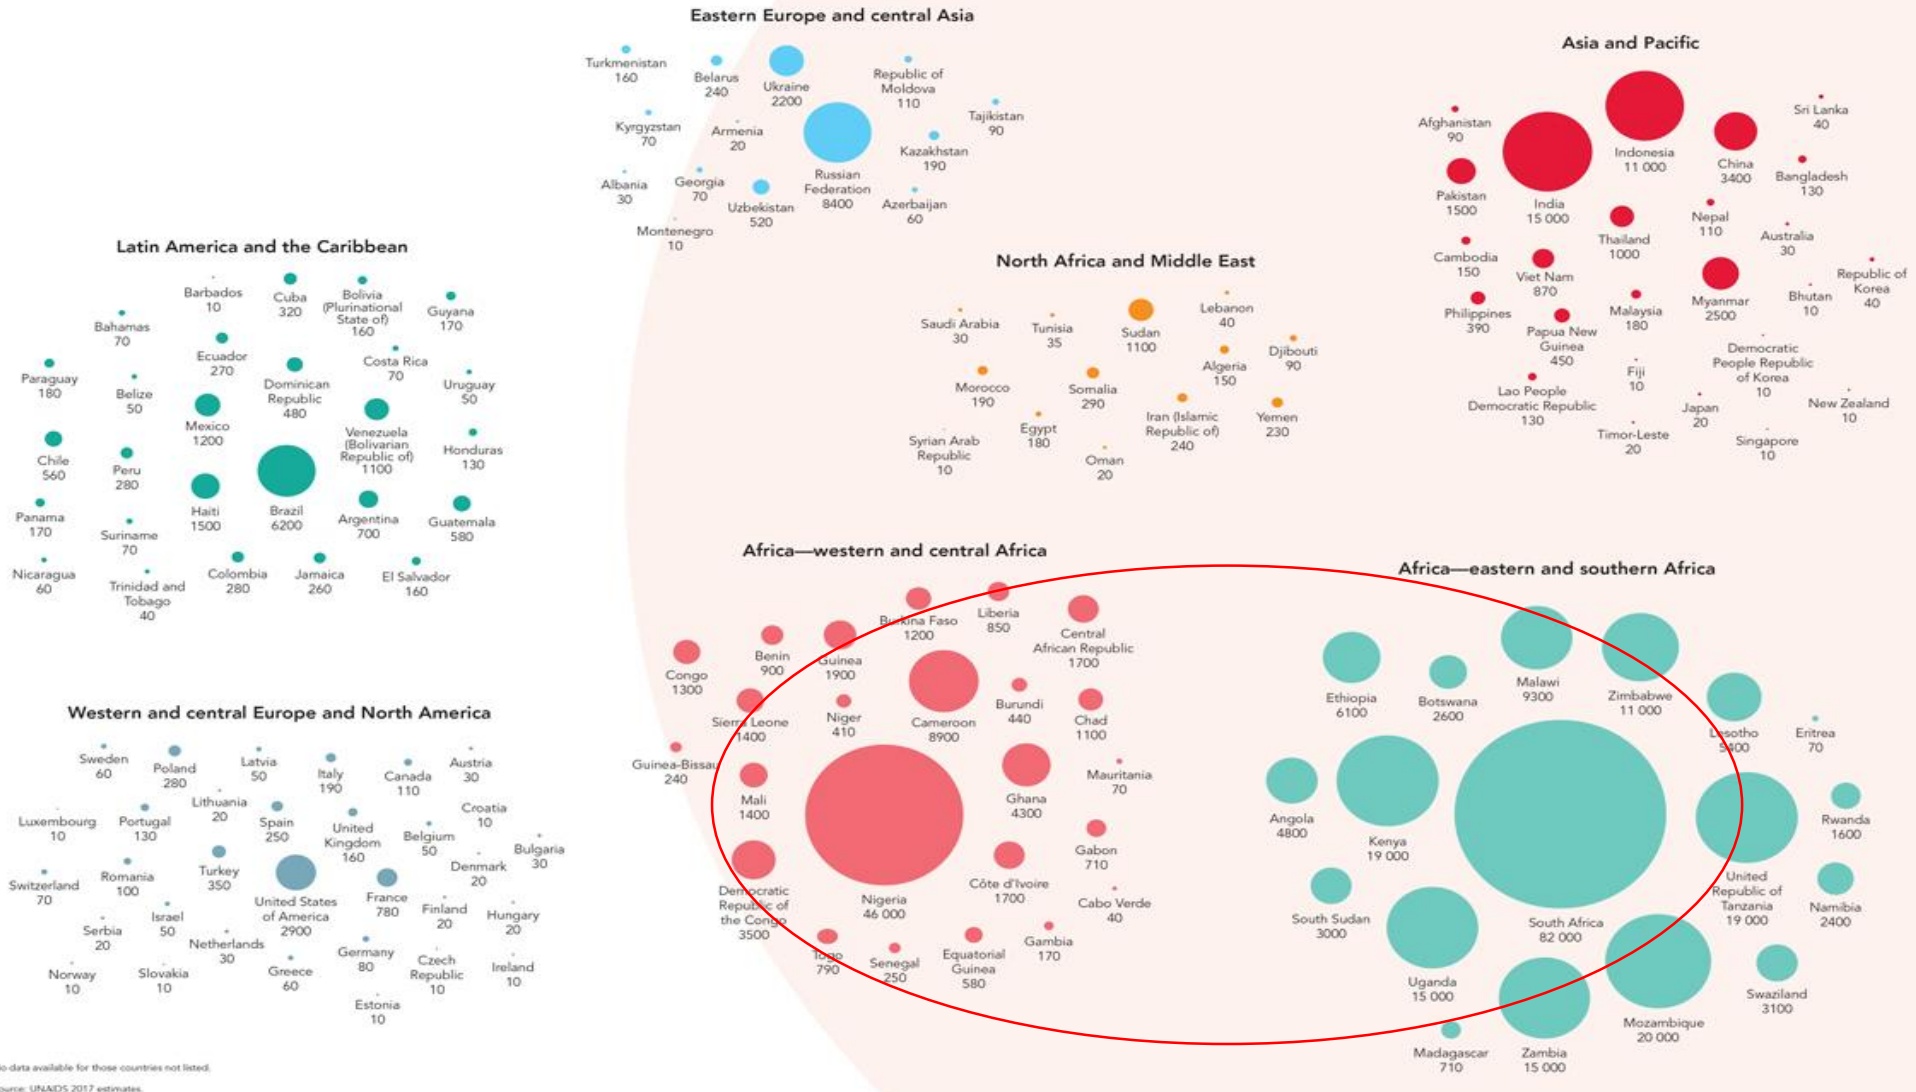 Eastern Europe and central Asia
Turkmenistan
160
Belarus
240
Ukraine
2200
Republic of
Moldova
110
Tajikistan
90
Kyrgyzstan
70
Armenia
20
Kazakhstan
190
Russian
Federation
8400
Albania
30
Georgia
70
Uzbekistan
520
Azerbaijan
60
Montenegro
10
Asia and Pacific
Afghanistan
90
Indonesia
11 000
China
3400
Sri Lanka
40
Bangladesh
130
Pakistan
1500
India
15 000
Nepal
110
Thailand
1000
Australia
30
Cambodia
150
Viet Nam
870
Republic of
Korea
40
Myanmar
2500
Bhutan
10
Malaysia
180
Philippines
390
Papua New
Guinea
450
Democratic
People Republic
of Korea
10
Fiji
10
Lao People
Democratic Republic
130
Japan
20
New Zealand
10
Timor-Leste
20
Singapore
10
Latin America and the Caribbean
Barbados
10
Cuba
320
Bolivia
(Plurinational
State of)
160
Guyana
170
Bahamas
70
Ecuador
270
Costa Rica
70
Paraguay
180
Belize
50
Dominican
Republic
480
Uruguay
50
Mexico
1200
Venezuela
(Bolivarian
Republic of)
1100
Honduras
130
Chile
560
Peru
280
Haiti
1500
Brazil
6200
Argentina
700
Guatemala
580
Panama
170
Suriname
70
Nicaragua
60
Trinidad and
Tobago
40
Colombia
280
Jamaica
260
El Salvador
160
North Africa and Middle East
Saudi Arabia
30
Tunisia
35
Sudan
1100
Lebanon
40
Djibouti
90
Algeria
150
Morocco
190
Somalia
290
Iran (Islamic
Republic of)
240
Yemen
230
Egypt
180
Syrian Arab
Republic
10
Oman
20
Western and central Europe and North America
Sweden
60
Poland
280
Latvia
50
Italy
190
Canada
110
Austria
30
Lithuania
20
Luxembourg
10
Portugal
130
Spain
250
United
Kingdom
160
Belgium
50
Croatia
10
Bulgaria
30
Denmark
20
Switzerland
70
Romania
100
Turkey
350
United States
of America
2900
France
780
Finland
20
Hungary
20
Serbia
20
Israel
50
Netherlands
30
Germany
80
Norway
10
Slovakia
10
Greece
60
Czech
Republic
10
Ireland
10
Estonia
10
Africa—western and central Africa
Burkina Faso
1200
Liberia
850
Central
African Republic
1700
Congo
1300
Benin
900
Guinea
1900
Sierra Leone
1400
Niger
410
Cameroon
8900
Burundi
440
Chad
1100
Guinea-Bissau
240
Mali
1400
Ghana
4300
Mauritania
70
Gabon
710
Democratic
Republic of
the Congo
3500
Nigeria
46 000
Côte d'Ivoire
1700
Cabo Verde
40
Togo
790
Senegal
250
Equatorial
Guinea
580
Gambia
170
Africa—eastern and southern Africa
Ethiopia
6100
Botswana
2600
Malawi
9300
Zimbabwe
11 000
Lesotho
5400
Eritrea
70
Angola
4800
Kenya
19 000
Rwanda
1600
South Africa
82 000
United
Republic of
Tanzania
19 000
Namibia
2400
South Sudan
3000
Uganda
15 000
Swaziland
3100
Mozambique
20 000
Madagascar
710
Zambia
15 000
o data available for those countries not listed.
ource: UNAIDS 2017 estimates.